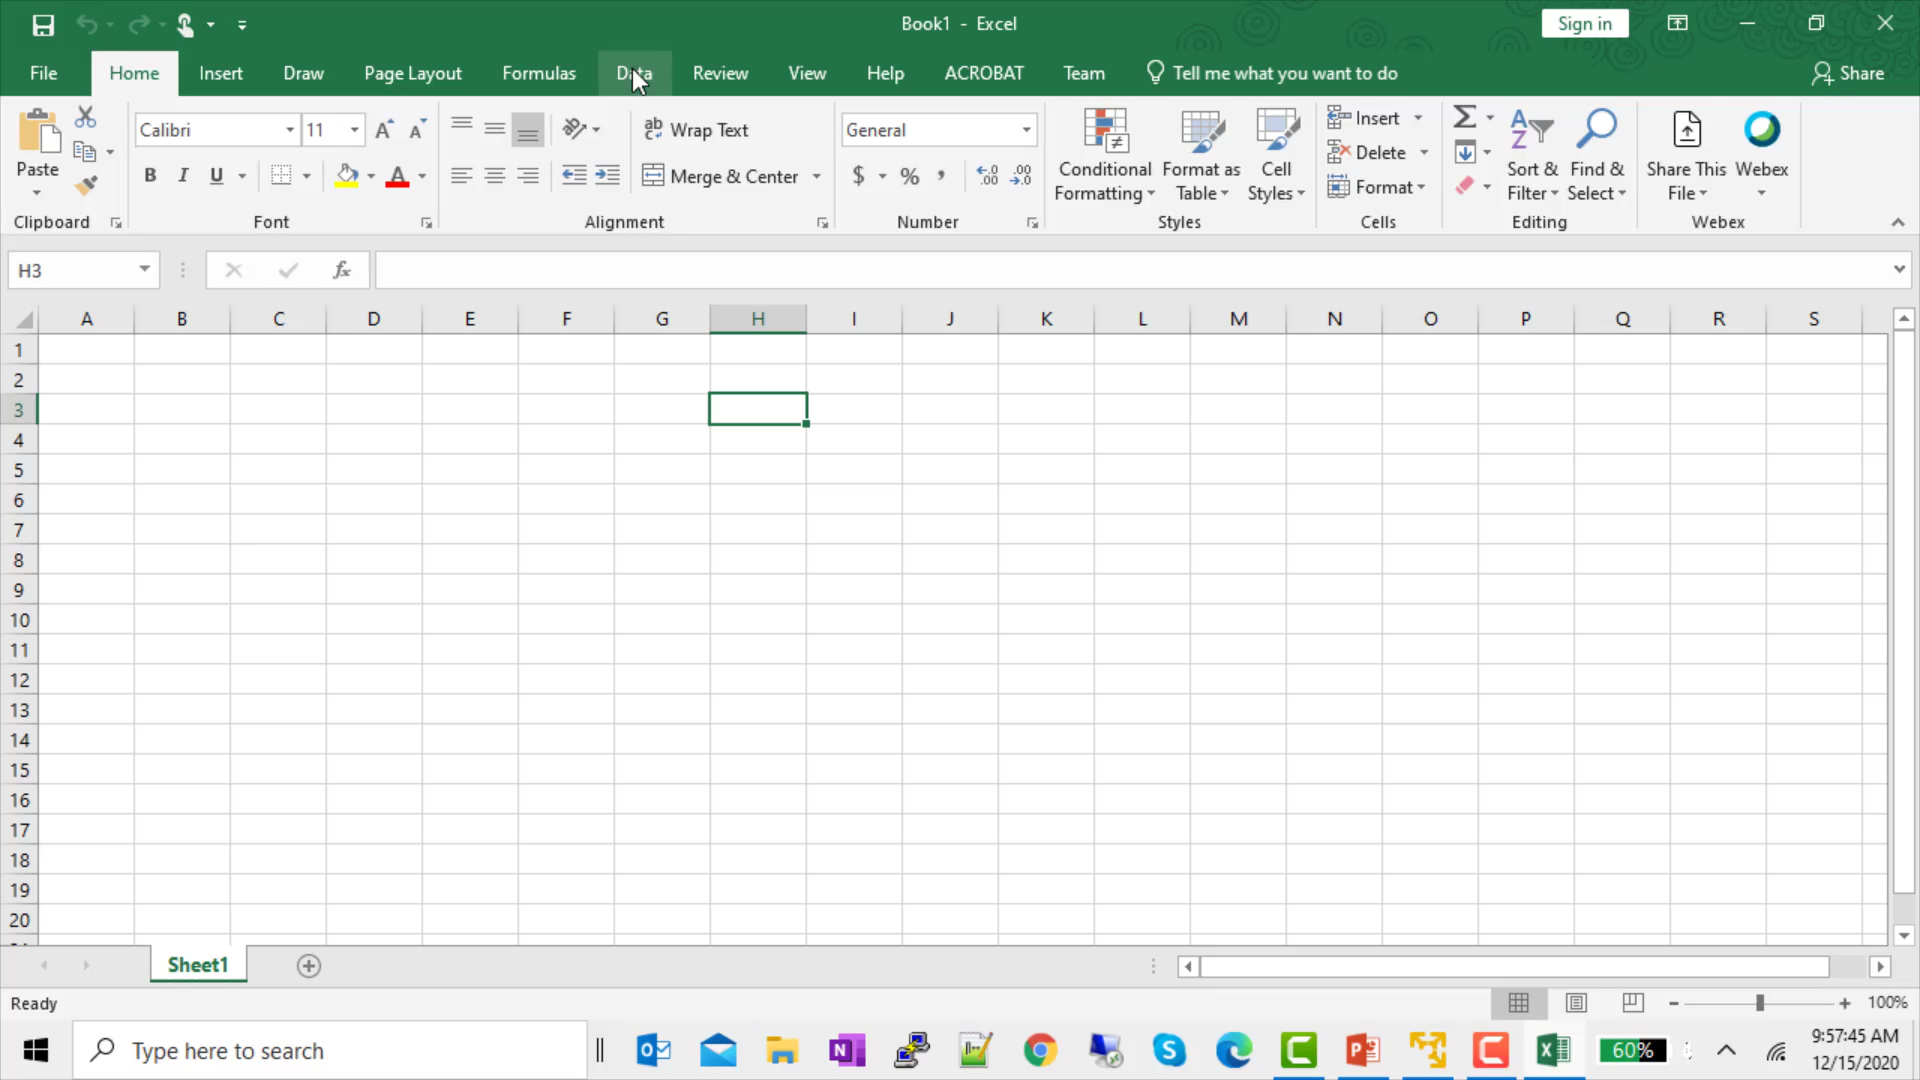 Book1 - Excel
Sign in
File Home Insert Draw Page Layout Formulas Data Review View Help ACROBAT Team Tell me what you want to do Share
Paste
Clipboard
Calibri 11
B I U A
Font
ab Wrap Text
Merge & Center
Alignment
General
$ % , .00
Number
Conditional Formatting
Format as Table
Cell Styles
Styles
Insert
Delete
Format
Cells
Sort & Filter
Find & Select
Editing
Share This File
Webex
Webex
H3 fx
A B C D E F G H I J K L M N O P Q R S
1
2
3
4
5
6
7
8
9
10
11
12
13
14
15
16
17
18
19
20
Sheet1
Ready 100%
Type here to search
60%
9:57:45 AM
12/15/2020